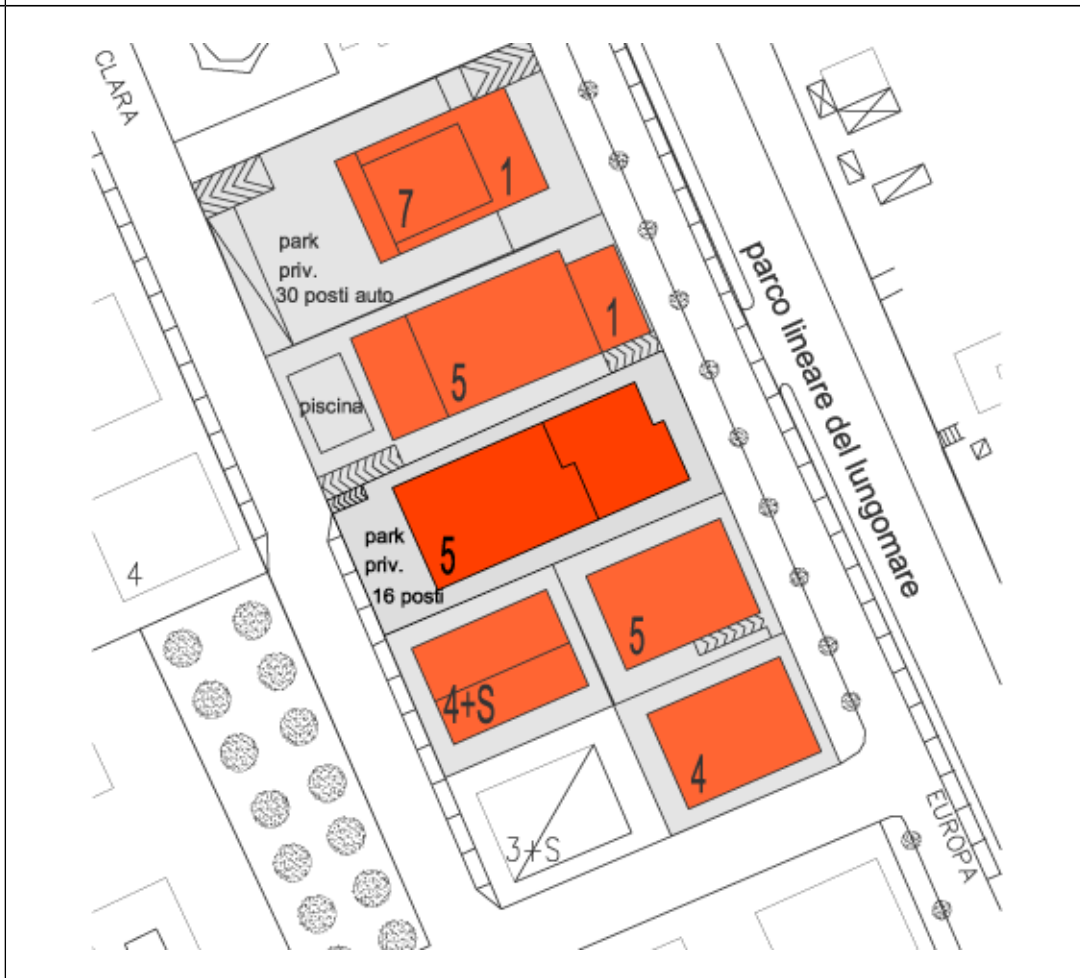 CLARA
7
1
park
priv.
30 posti auto
1
5
piscina
parco lineare del lungomare
park
priv.
16 posti
5
4
5
4+S
4
3+S
EUROPA